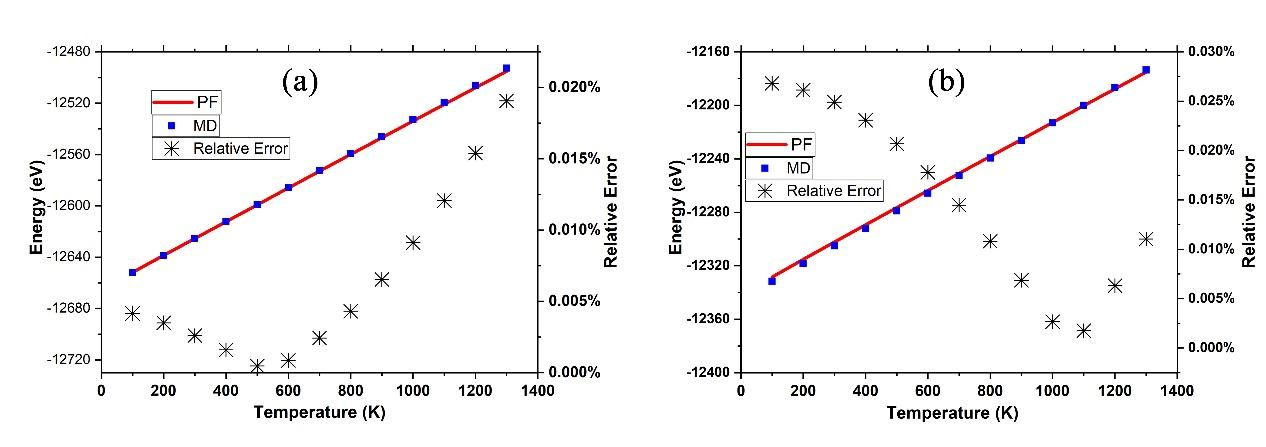 -12480
-12520
-12560
-12600
-12640
-12680
-12720
Energy (eV)
(a)
PF
MD
Relative Error
0.020%
0.015%
0.010%
0.005%
0.000%
Relative Error
0 200 400 600 800 1000 1200 1400
Temperature (K)
-12160
-12200
-12240
-12280
-12320
-12360
-12400
Energy (eV)
(b)
PF
MD
Relative Error
0.030%
0.025%
0.020%
0.015%
0.010%
0.005%
0.000%
Relative Error
0 200 400 600 800 1000 1200 1400
Temperature (K)